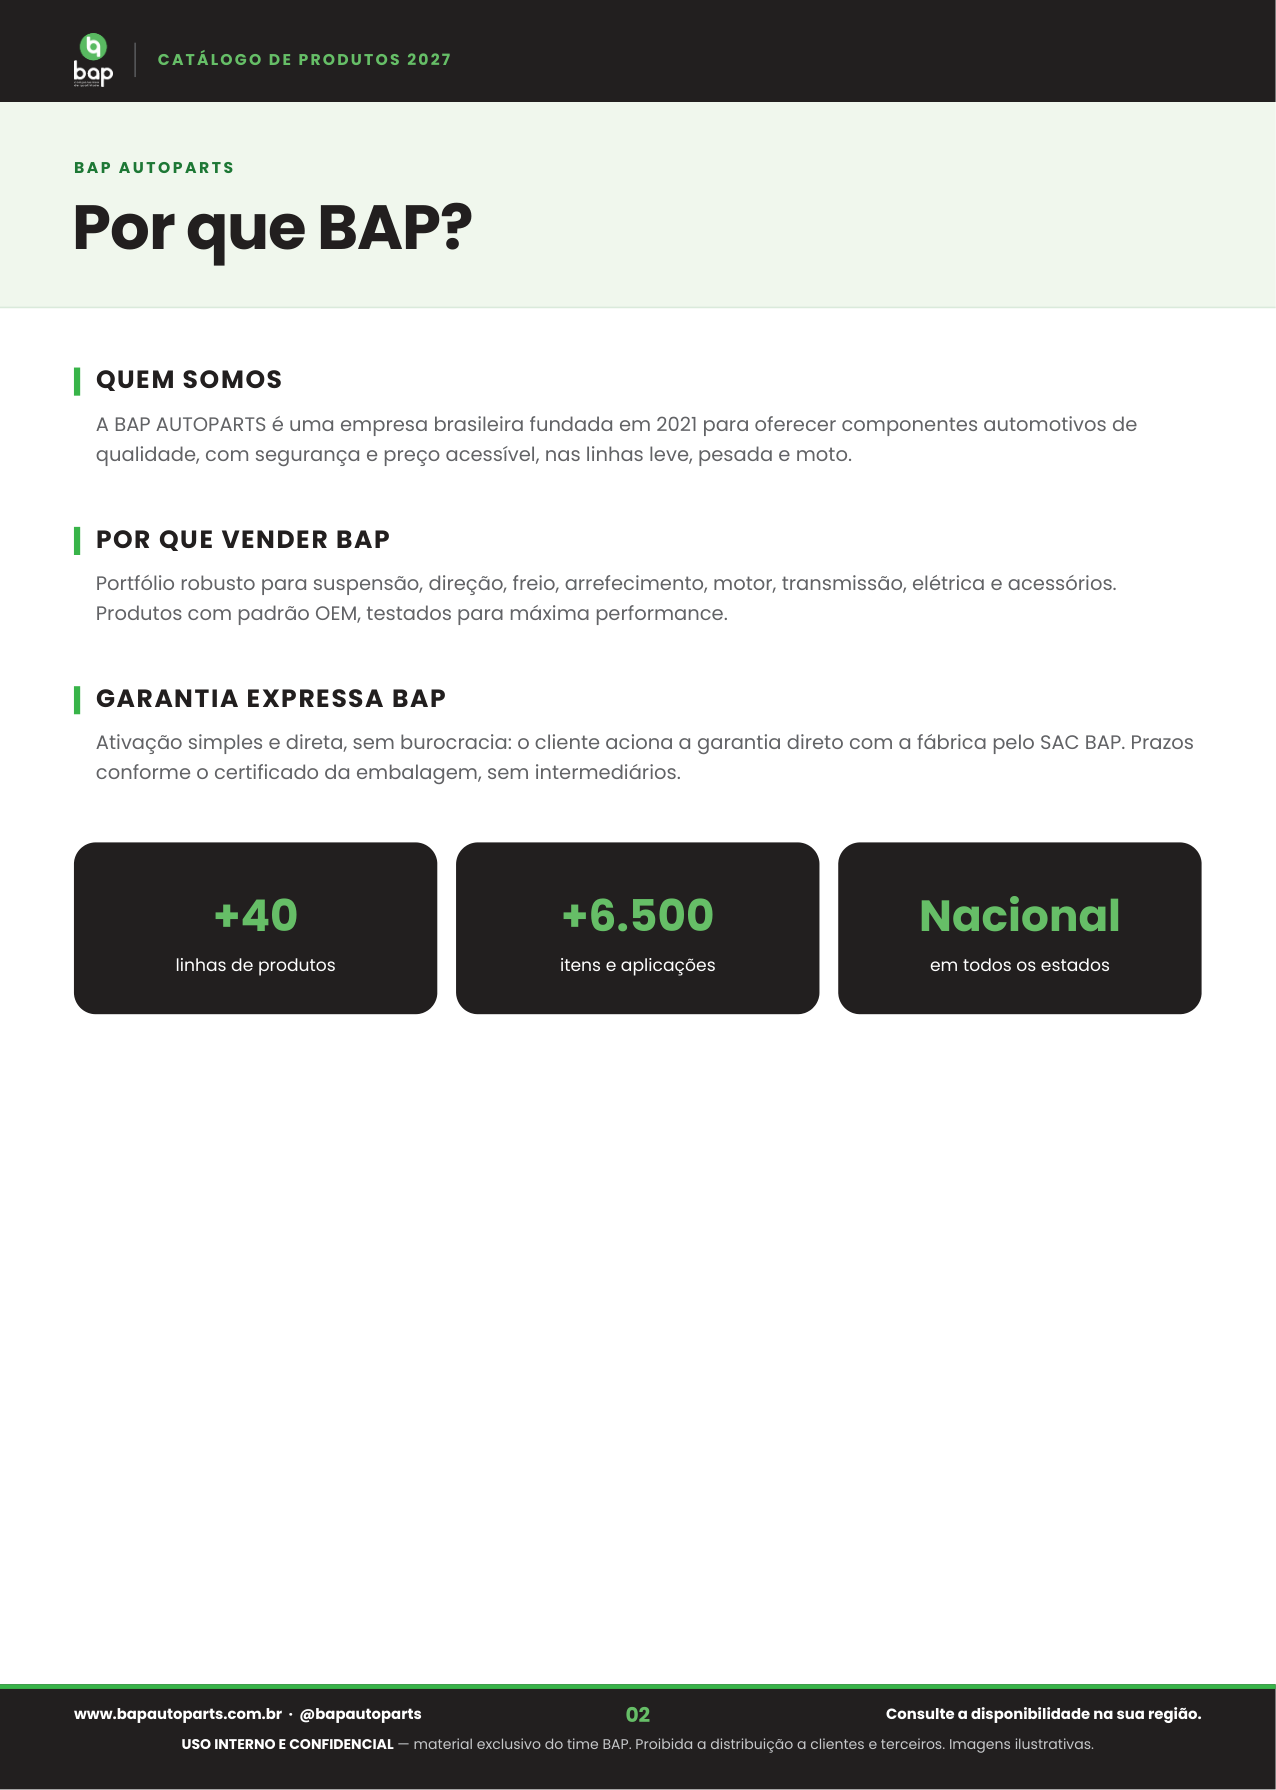 bap
CATÁLOGO DE PRODUTOS 2027
BAP AUTOPARTS
Por que BAP?
QUEM SOMOS
A BAP AUTOPARTS é uma empresa brasileira fundada em 2021 para oferecer componentes automotivos de
qualidade, com segurança e preço acessível, nas linhas leve, pesada e moto.
POR QUE VENDER BAP
Portfólio robusto para suspensão, direção, freio, arrefecimento, motor, transmissão, elétrica e acessórios.
Produtos com padrão OEM, testados para máxima performance.
GARANTIA EXPRESSA BAP
Ativação simples e direta, sem burocracia: o cliente aciona a garantia direto com a fábrica pelo SAC BAP. Prazos
conforme o certificado da embalagem, sem intermediários.
+40
linhas de produtos
+6.500
itens e aplicações
Nacional
em todos os estados
www.bapautoparts.com.br · @bapautoparts
02
Consulte a disponibilidade na sua região.
USO INTERNO E CONFIDENCIAL — material exclusivo do time BAP. Proibida a distribuição a clientes e terceiros. Imagens ilustrativas.